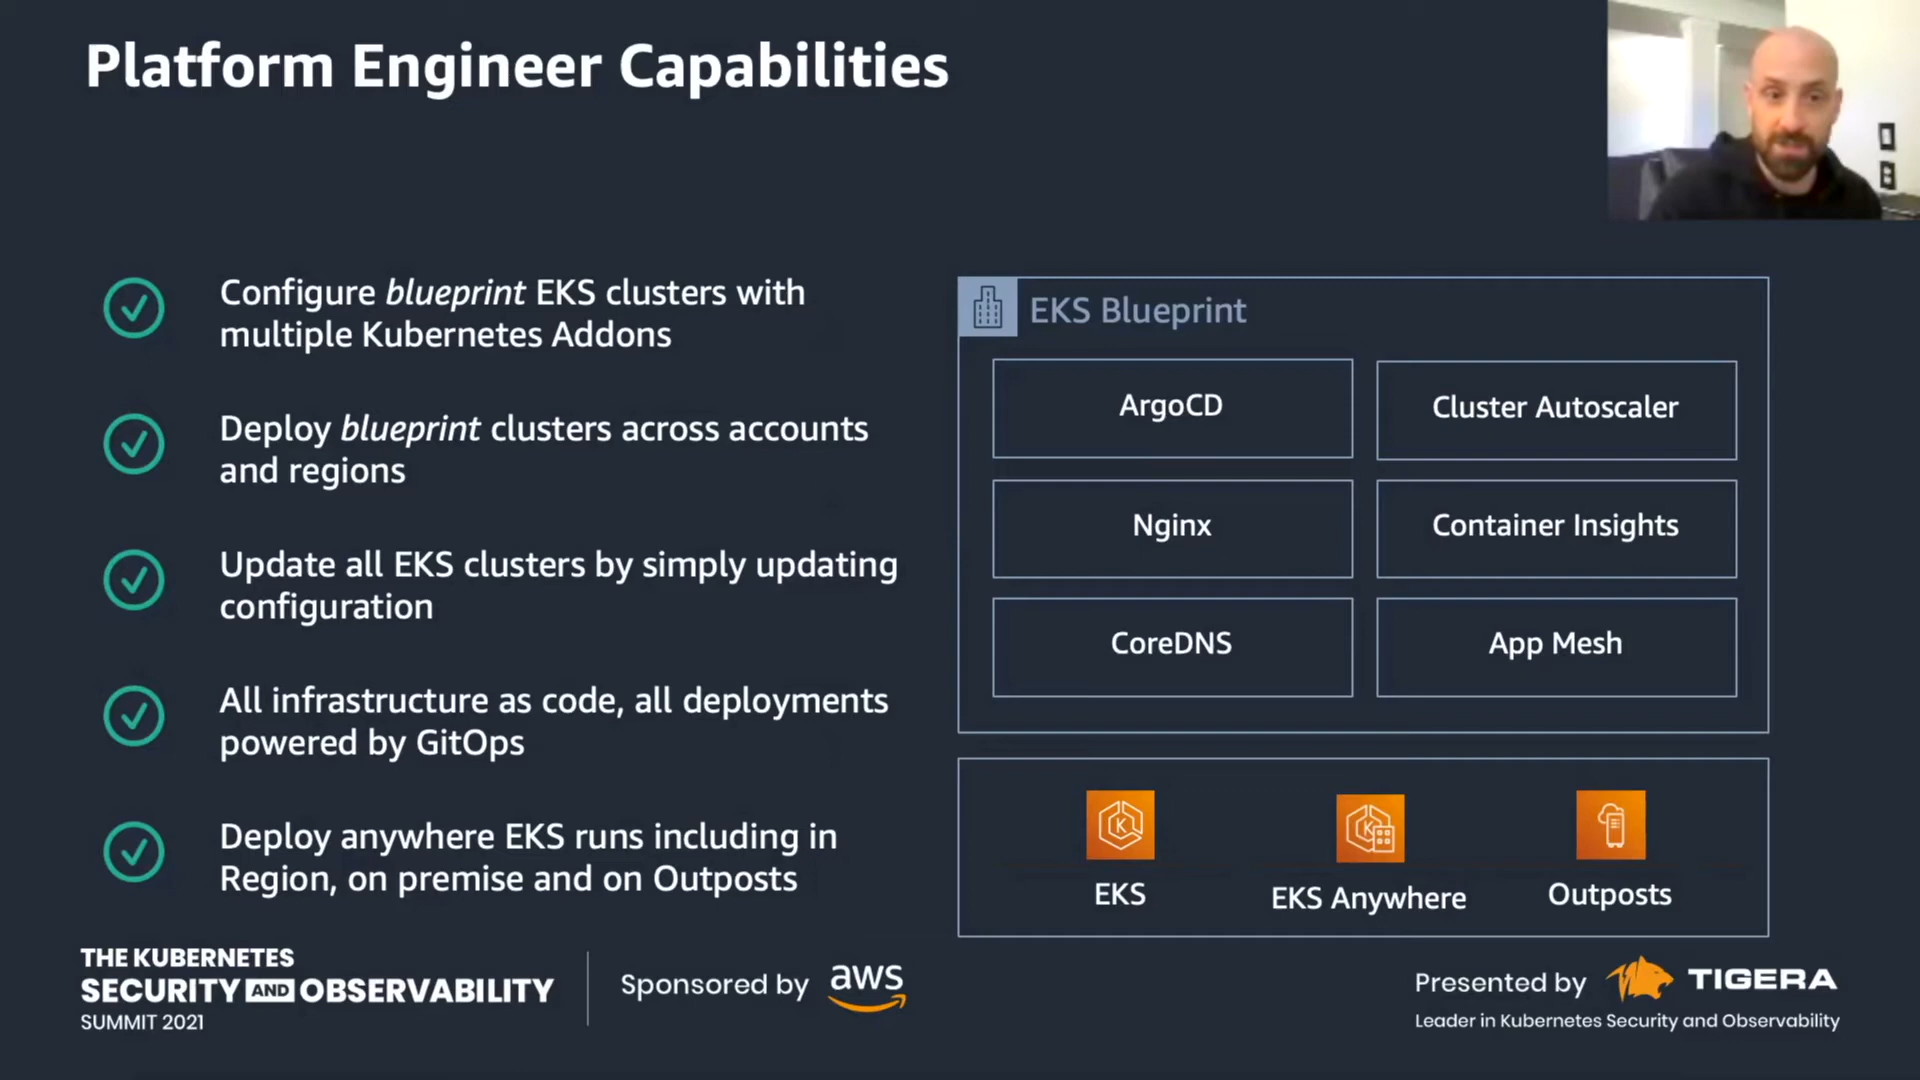 Platform Engineer Capabilities
Configure blueprint EKS clusters with
multiple Kubernetes Addons
Deploy blueprint clusters across accounts
and regions
Update all EKS clusters by simply updating
configuration
All infrastructure as code, all deployments
powered by GitOps
Deploy anywhere EKS runs including in
Region, on premise and on Outposts
EKS Blueprint
ArgoCD
Cluster Autoscaler
Nginx
Container Insights
CoreDNS
App Mesh
EKS
EKS Anywhere
Outposts
THE KUBERNETES
SECURITY AND OBSERVABILITY
SUMMIT 2021
Sponsored by aws
Presented by TIGERA
Leader in Kubernetes Security and Observability